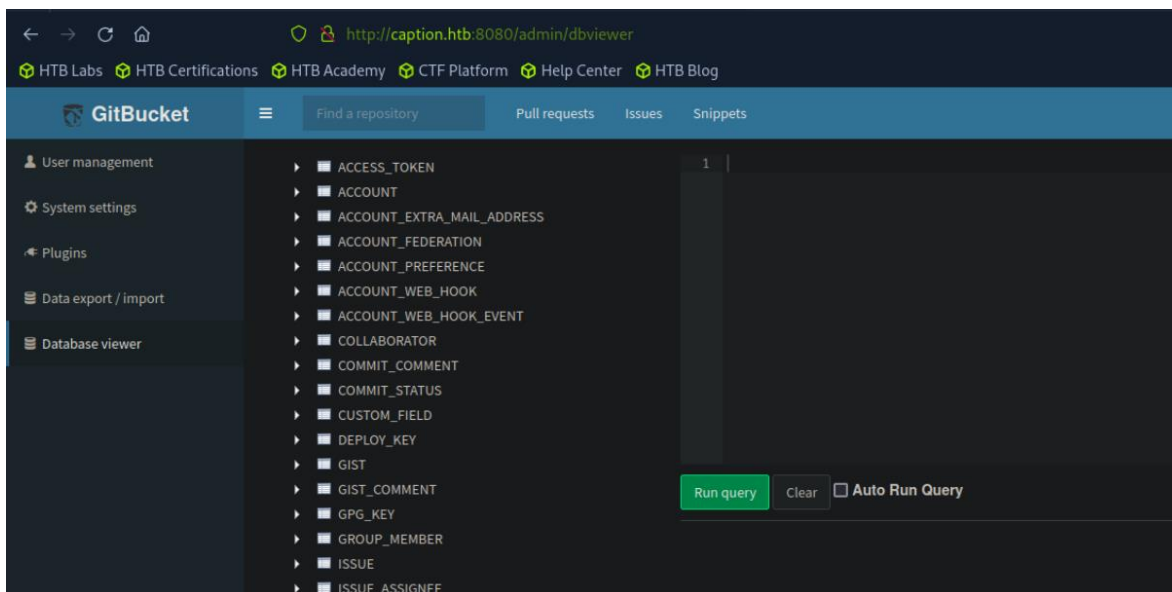 http://caption.htb:8080/admin/dbviewer
HTB Labs HTB Certifications HTB Academy CTF Platform Help Center HTB Blog
GitBucket Find a repository Pull requests Issues Snippets
User management
System settings
Plugins
Data export / import
Database viewer
ACCESS_TOKEN
ACCOUNT
ACCOUNT_EXTRA_MAIL_ADDRESS
ACCOUNT_FEDERATION
ACCOUNT_PREFERENCE
ACCOUNT_WEB_HOOK
ACCOUNT_WEB_HOOK_EVENT
COLLABORATOR
COMMIT_COMMENT
COMMIT_STATUS
CUSTOM_FIELD
DEPLOY_KEY
GIST
GIST_COMMENT
GPG_KEY
GROUP_MEMBER
ISSUE
ISSUE_ASSIGNEE
1
Run query Clear Auto Run Query